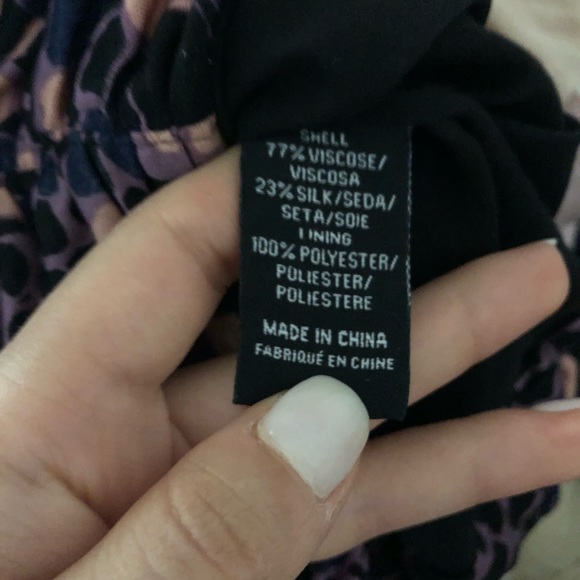 SHELL
77% VISCOSE/
VISCOSA
23% SILK/SEDA/
SETA/SOIE
LINING
100% POLYESTER/
POLIESTER/
POLIESTERE
MADE IN CHINA
FABRIQUÉ EN CHINE